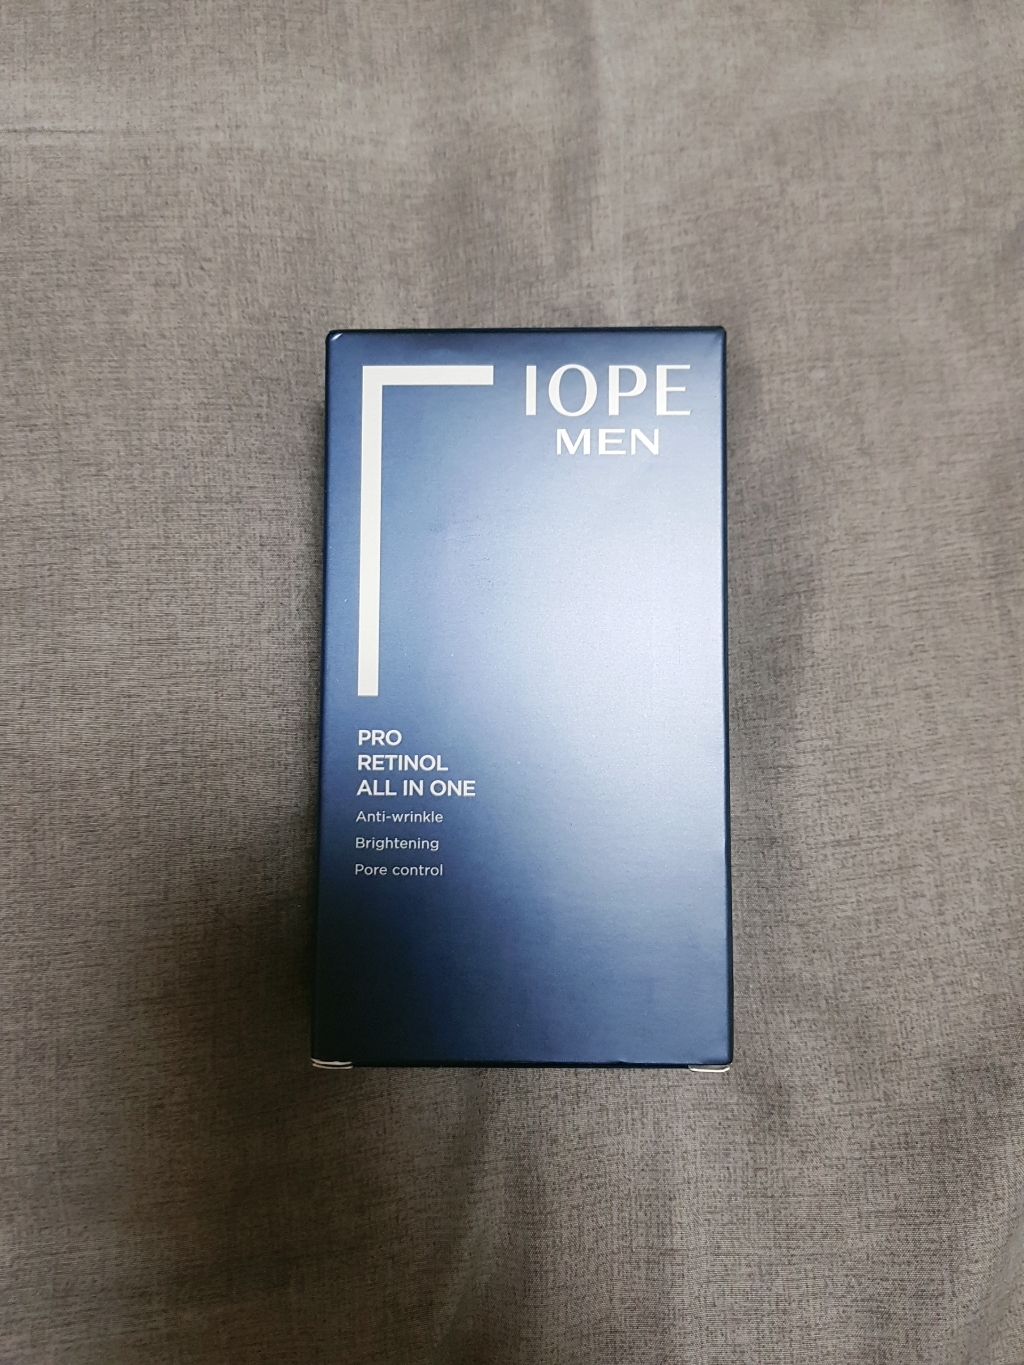 IOPE
MEN
PRO
RETINOL
ALL IN ONE
Anti-wrinkle
Brightening
Pore control